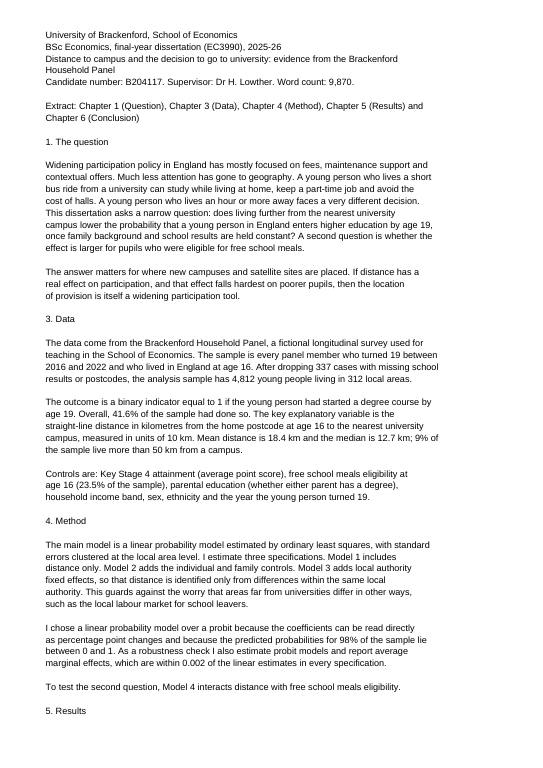 University of Brackenford, School of Economics
BSc Economics, final-year dissertation (EC3990), 2025-26
Distance to campus and the decision to go to university: evidence from the Brackenford
Household Panel
Candidate number: B204117. Supervisor: Dr H. Lowther. Word count: 9,870.
Extract: Chapter 1 (Question), Chapter 3 (Data), Chapter 4 (Method), Chapter 5 (Results) and
Chapter 6 (Conclusion)
1. The question
Widening participation policy in England has mostly focused on fees, maintenance support and
contextual offers. Much less attention has gone to geography. A young person who lives a short
bus ride from a university can study while living at home, keep a part-time job and avoid the
cost of halls. A young person who lives an hour or more away faces a very different decision.
This dissertation asks a narrow question: does living further from the nearest university
campus lower the probability that a young person in England enters higher education by age 19,
once family background and school results are held constant? A second question is whether the
effect is larger for pupils who were eligible for free school meals.
The answer matters for where new campuses and satellite sites are placed. If distance has a
real effect on participation, and that effect falls hardest on poorer pupils, then the location
of provision is itself a widening participation tool.
3. Data
The data come from the Brackenford Household Panel, a fictional longitudinal survey used for
teaching in the School of Economics. The sample is every panel member who turned 19 between
2016 and 2022 and who lived in England at age 16. After dropping 337 cases with missing school
results or postcodes, the analysis sample has 4,812 young people living in 312 local areas.
The outcome is a binary indicator equal to 1 if the young person had started a degree course by
age 19. Overall, 41.6% of the sample had done so. The key explanatory variable is the
straight-line distance in kilometres from the home postcode at age 16 to the nearest university
campus, measured in units of 10 km. Mean distance is 18.4 km and the median is 12.7 km; 9% of
the sample live more than 50 km from a campus.
Controls are: Key Stage 4 attainment (average point score), free school meals eligibility at
age 16 (23.5% of the sample), parental education (whether either parent has a degree),
household income band, sex, ethnicity and the year the young person turned 19.
4. Method
The main model is a linear probability model estimated by ordinary least squares, with standard
errors clustered at the local area level. I estimate three specifications. Model 1 includes
distance only. Model 2 adds the individual and family controls. Model 3 adds local authority
fixed effects, so that distance is identified only from differences within the same local
authority. This guards against the worry that areas far from universities differ in other ways,
such as the local labour market for school leavers.
I chose a linear probability model over a probit because the coefficients can be read directly
as percentage point changes and because the predicted probabilities for 98% of the sample lie
between 0 and 1. As a robustness check I also estimate probit models and report average
marginal effects, which are within 0.002 of the linear estimates in every specification.
To test the second question, Model 4 interacts distance with free school meals eligibility.
5. Results